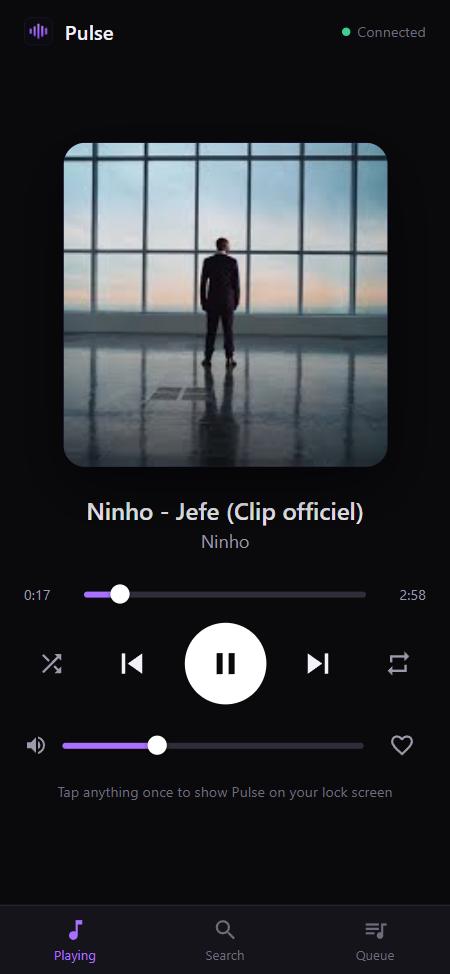 Pulse
Connected
Ninho - Jefe (Clip officiel)
Ninho
0:17
2:58
Tap anything once to show Pulse on your lock screen
Playing
Search
Queue